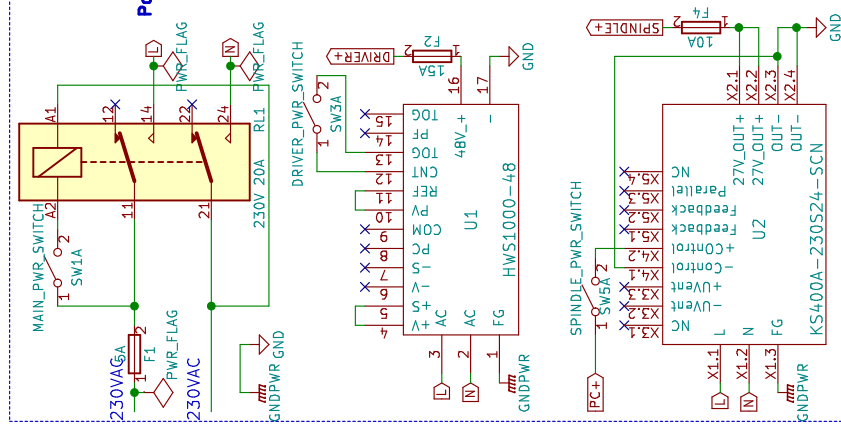 Po
L
PWR_FLAG
N
PWR_FLAG
A1
12
14
22
24
RL1
230V 20A
A2
11
21
MAIN_PWR_SWITCH
SW1A
2
1
2
1
F1
PWR_FLAG
230VAC
230VAC
GND
GNDPWR
DRIVER_PWR_SWITCH
SW3A
2
1
DRIVER+
F2
2
1
15A
GND
16
17
48V_+
-
15
TOG
14
PF
13
TOG
12
CNT
11
REF
10
PV
9
COM
8
PC
7
-S
6
-V
5
+S
4
+V
U1
HWS1000-48
AC
AC
FG
3
2
1
L
N
GNDPWR
SPINDLE+
F4
2
1
10A
GND
X2.1
X2.2
X2.3
X2.4
27V_OUT+
27V_OUT+
OUT-
OUT-
X5.4
NC
X5.3
Parallel
X5.2
Feedback
X5.1
Feedback
X4.2
+COntrol
X4.1
-Control
X3.3
+UVent
X3.2
-UVent
X3.1
NC
U2
KS400A-230S24-SCN
SPINDLE_PWR_SWITCH
SW5A
2
1
PC+
L
N
FG
X1.1
X1.2
X1.3
L
N
GNDPWR